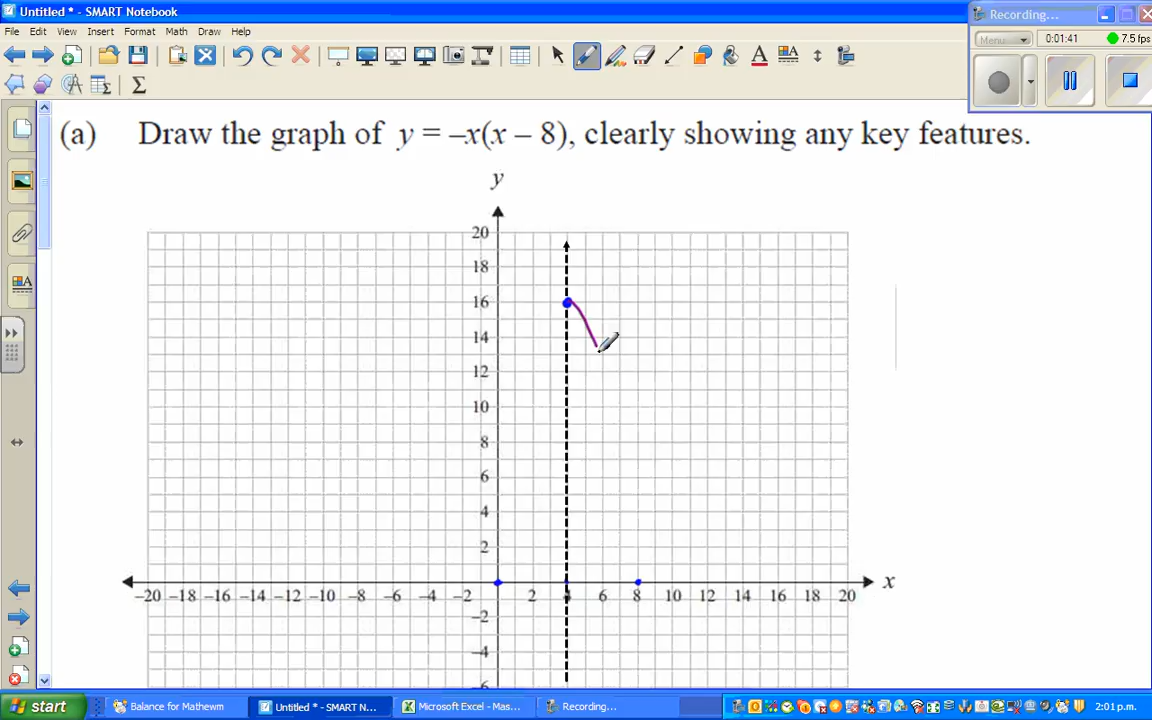 Untitled * - SMART Notebook
Recording...
File Edit View Insert Format Math Draw Help
Menu 0:01:41 7.5 fps
(a) Draw the graph of y = –x(x – 8), clearly showing any key features.
y
20
18
16
14
12
10
8
6
4
2
x
–20 –18 –16 –14 –12 –10 –8 –6 –4 –2 2 4 6 8 10 12 14 16 18 20
–2
–4
–6
start Balance for Mathewm Untitled * - SMART N... Microsoft Excel - Mas... Recording... 2:01 p.m.